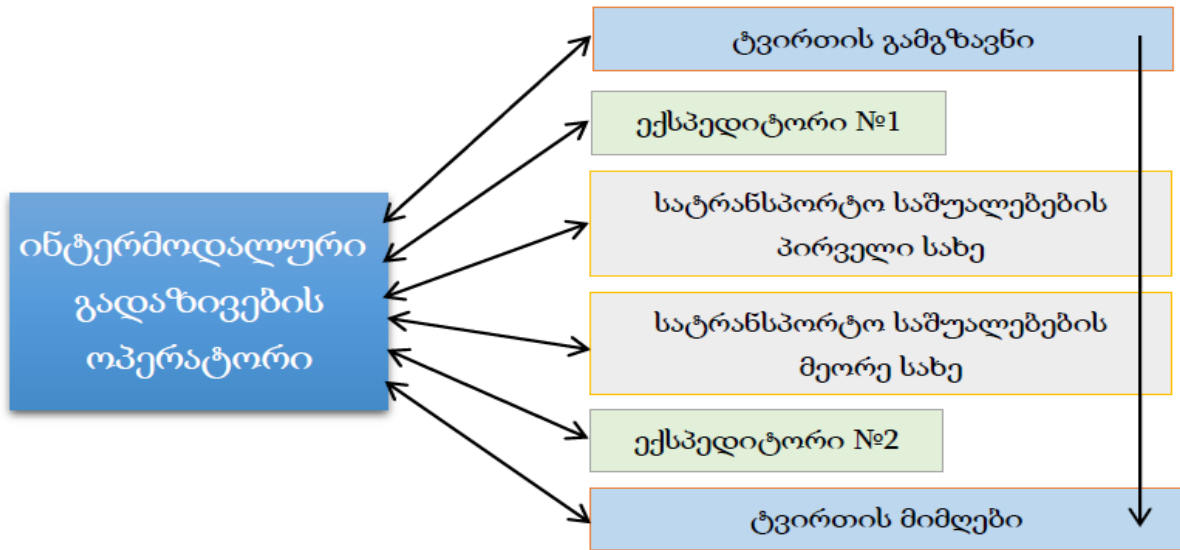 ინტერმოდალური
გადაზივების
ოპერატორი
ტვირთის გამგზავნი
ექსპედიტორი №1
სატრანსპორტო საშუალებების
პირველი სახე
სატრანსპორტო საშუალებების
მეორე სახე
ექსპედიტორი №2
ტვირთის მიმღები